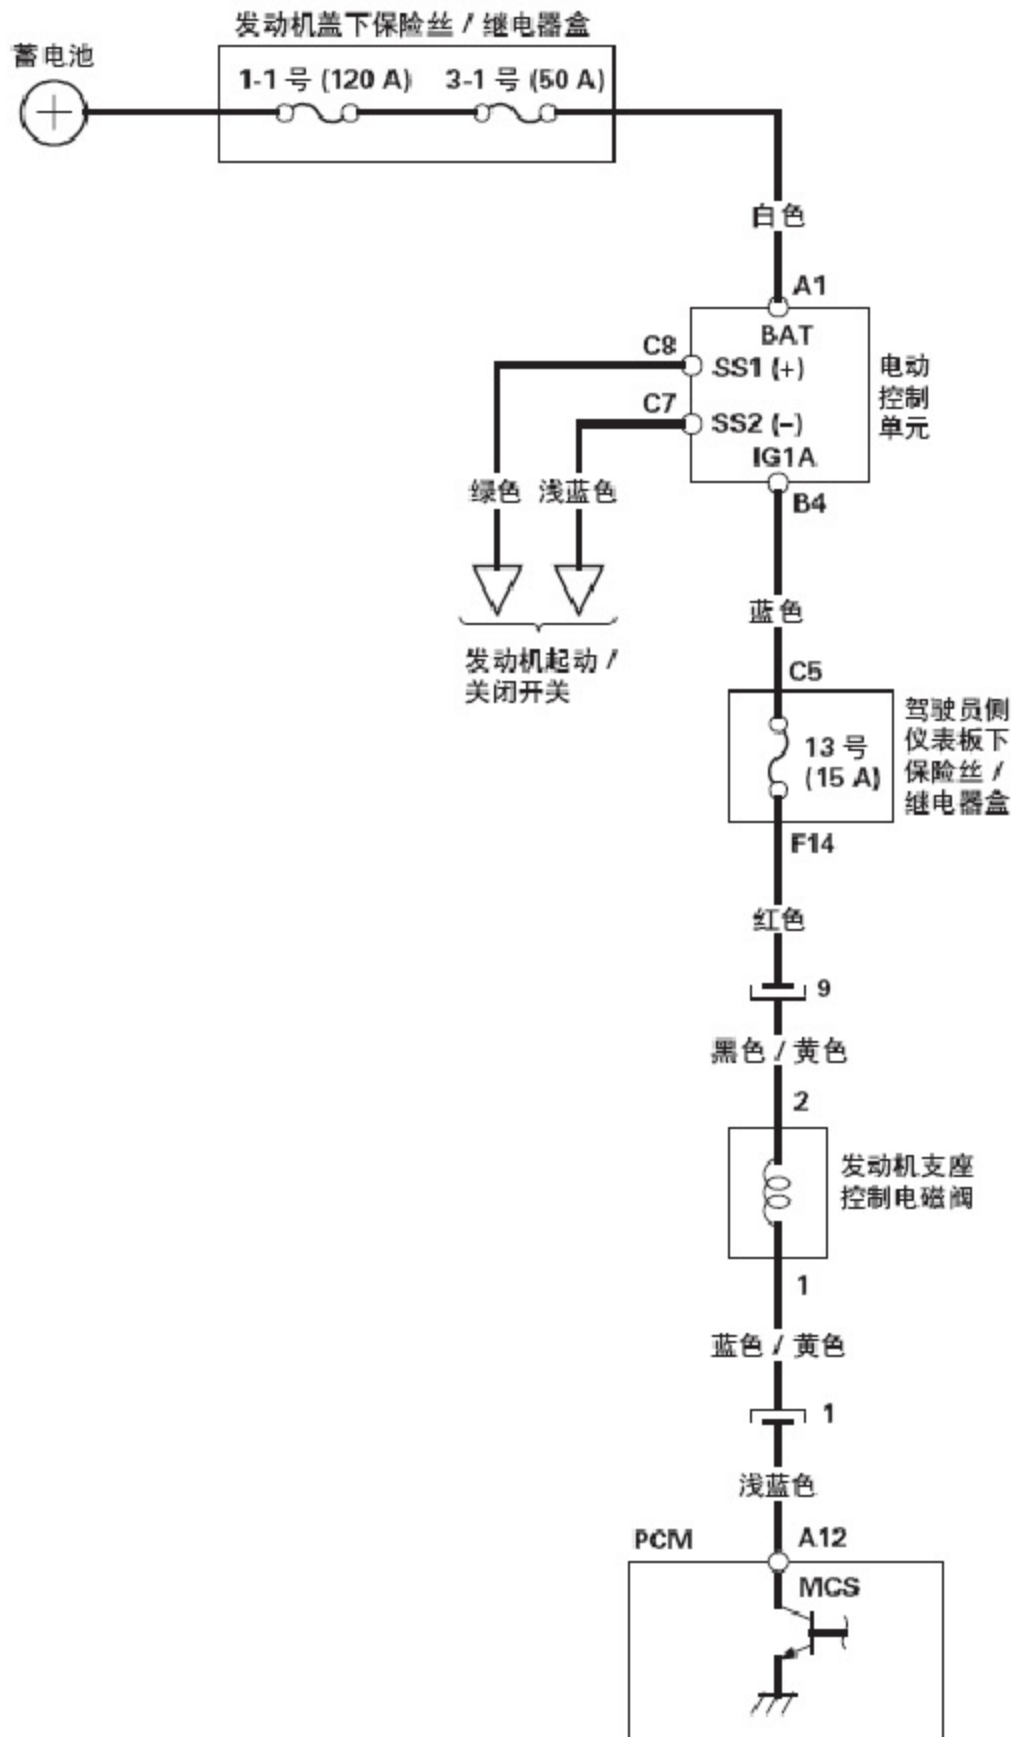 发动机盖下保险丝 / 继电器盒
蓄电池
1-1 号 (120 A)
3-1 号 (50 A)
白色
A1
BAT
C8
SS1 (+)
C7
SS2 (–)
IG1A
电动
控制
单元
B4
绿色
浅蓝色
发动机起动 /
关闭开关
蓝色
C5
13 号
(15 A)
驾驶员侧
仪表板下
保险丝 /
继电器盒
F14
红色
9
黑色 / 黄色
2
发动机支座
控制电磁阀
1
蓝色 / 黄色
1
浅蓝色
PCM
A12
MCS